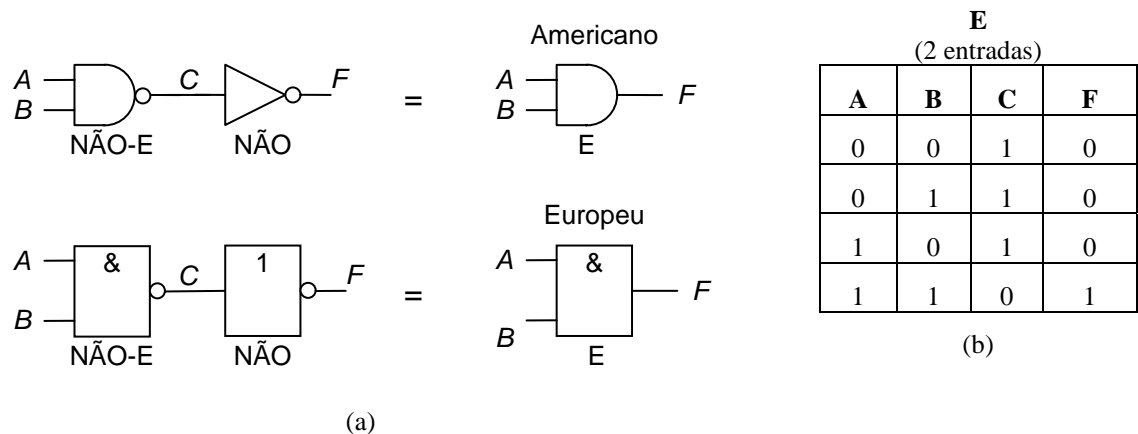 Americano
A
B
C
F
NÃO-E
NÃO
=
A
B
F
E
Europeu
A
B
&
C
1
F
NÃO-E
NÃO
=
A
B
&
F
E
(a)
E
(2 entradas)
A B C F
0 0 1 0
0 1 1 0
1 0 1 0
1 1 0 1
(b)